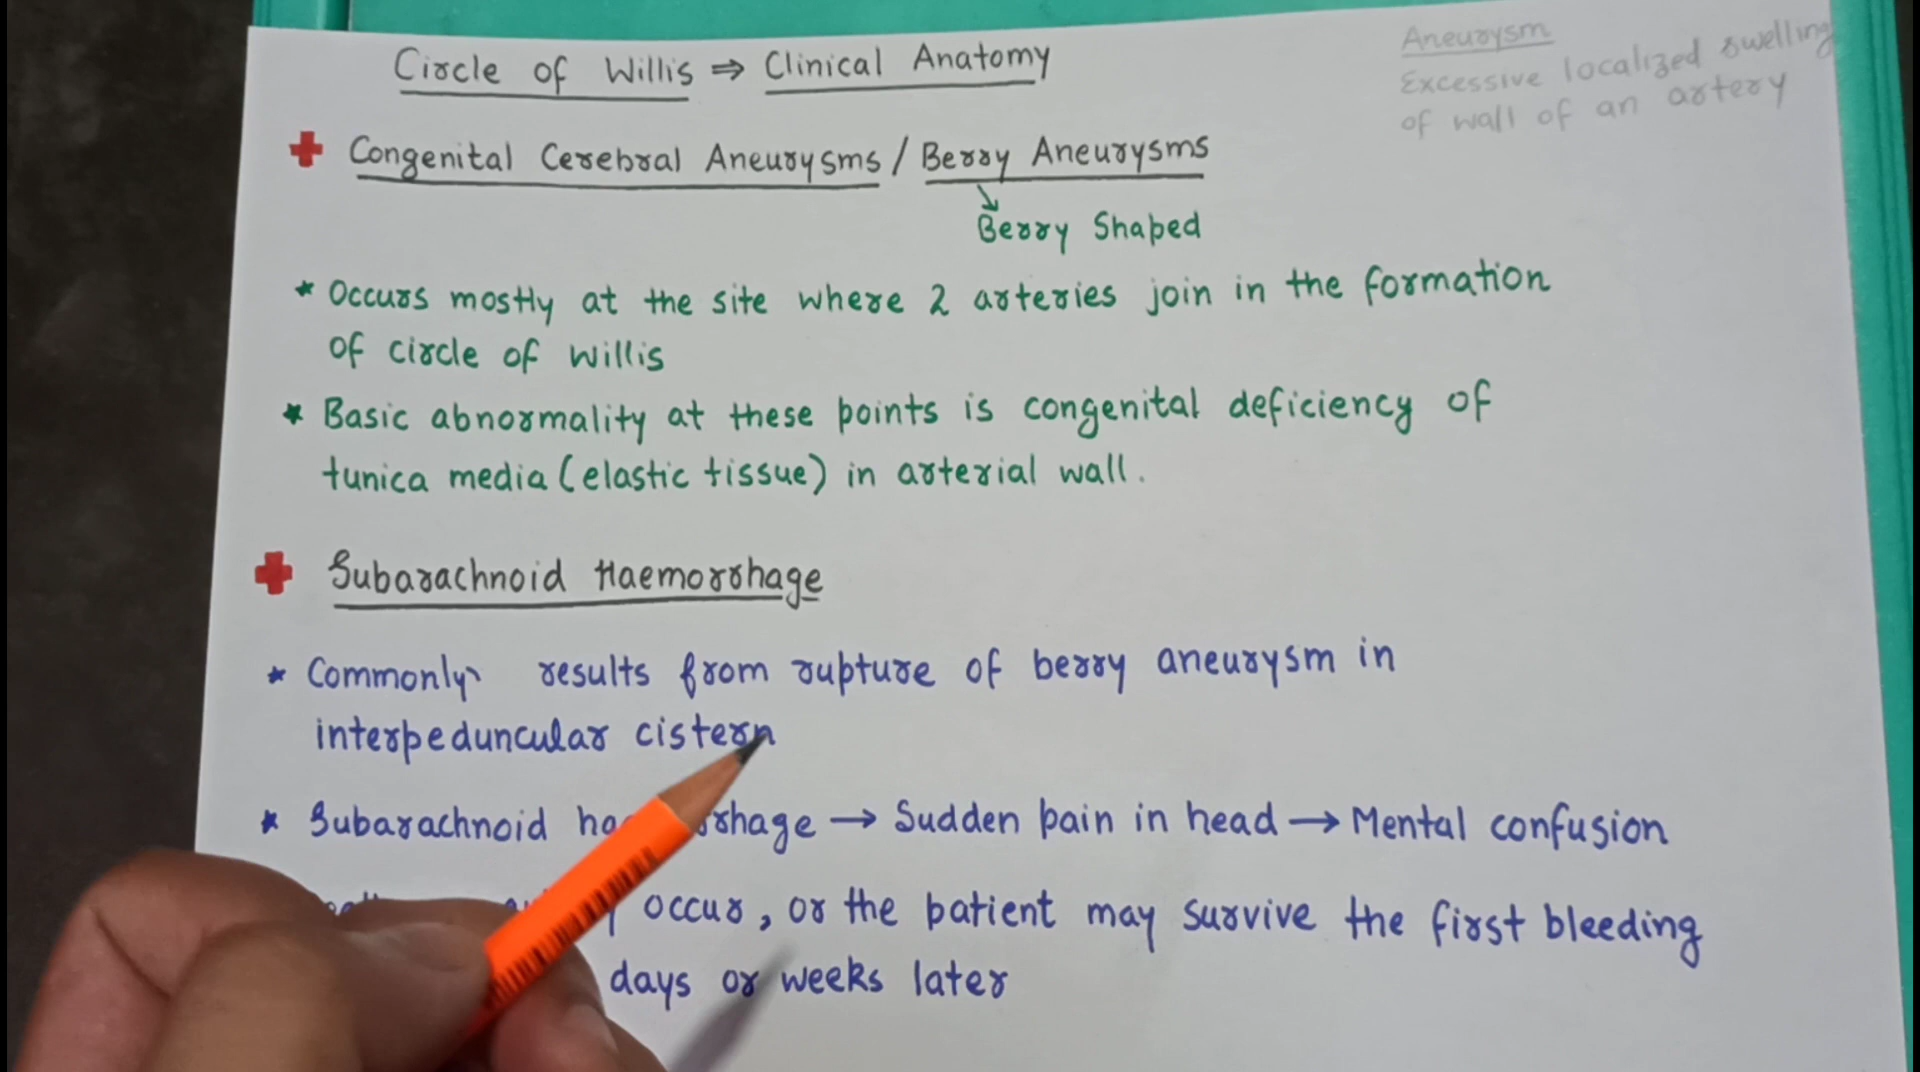 Circle of Willis ⇒ Clinical Anatomy
Aneurysm
Excessive localized swelling
of wall of an artery
Congenital Cerebral Aneurysms / Berry Aneurysms
Berry Shaped
* Occurs mostly at the site where 2 arteries join in the formation
of circle of willis
* Basic abnormality at these points is congenital deficiency of
tunica media (elastic tissue) in arterial wall.
Subarachnoid Haemorrhage
* Commonly results from rupture of berry aneurysm in
interpeduncular cistern
* Subarachnoid → Sudden pain in head → Mental confusion
occur, or the patient may survive the first bleeding
days or weeks later